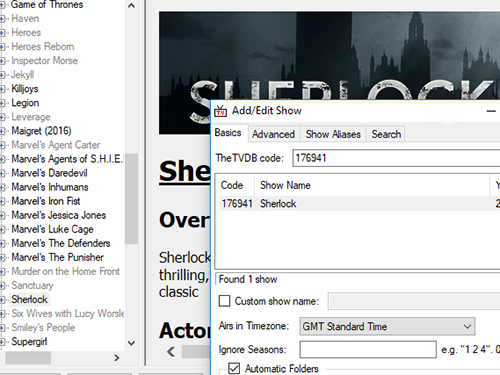 Game of Thrones
Haven
Heroes
Heroes Reborn
Inspector Morse
Jekyll
Killjoys
Legion
Leverage
Maigret (2016)
Marvel's Agent Carter
Marvel's Agents of S.H.I.E.
Marvel's Daredevil
Marvel's Inhumans
Marvel's Iron Fist
Marvel's Jessica Jones
Marvel's Luke Cage
Marvel's The Defenders
Marvel's The Punisher
Murder on the Home Front
Sanctuary
Sherlock
Six Wives with Lucy Worsle
Smiley's People
Supergirl
SHERLOCK
She
Over
Sherlock
thrilling,
classic
Actor
TV
Add/Edit Show
Basics Advanced Show Aliases Search
The TVDB code: 176941
Code Show Name Y
176941 Sherlock 2
Found 1 show
Custom show name:
Airs in Timezone: GMT Standard Time
Ignore Seasons: e.g. "1 2 4". 0
Automatic Folders